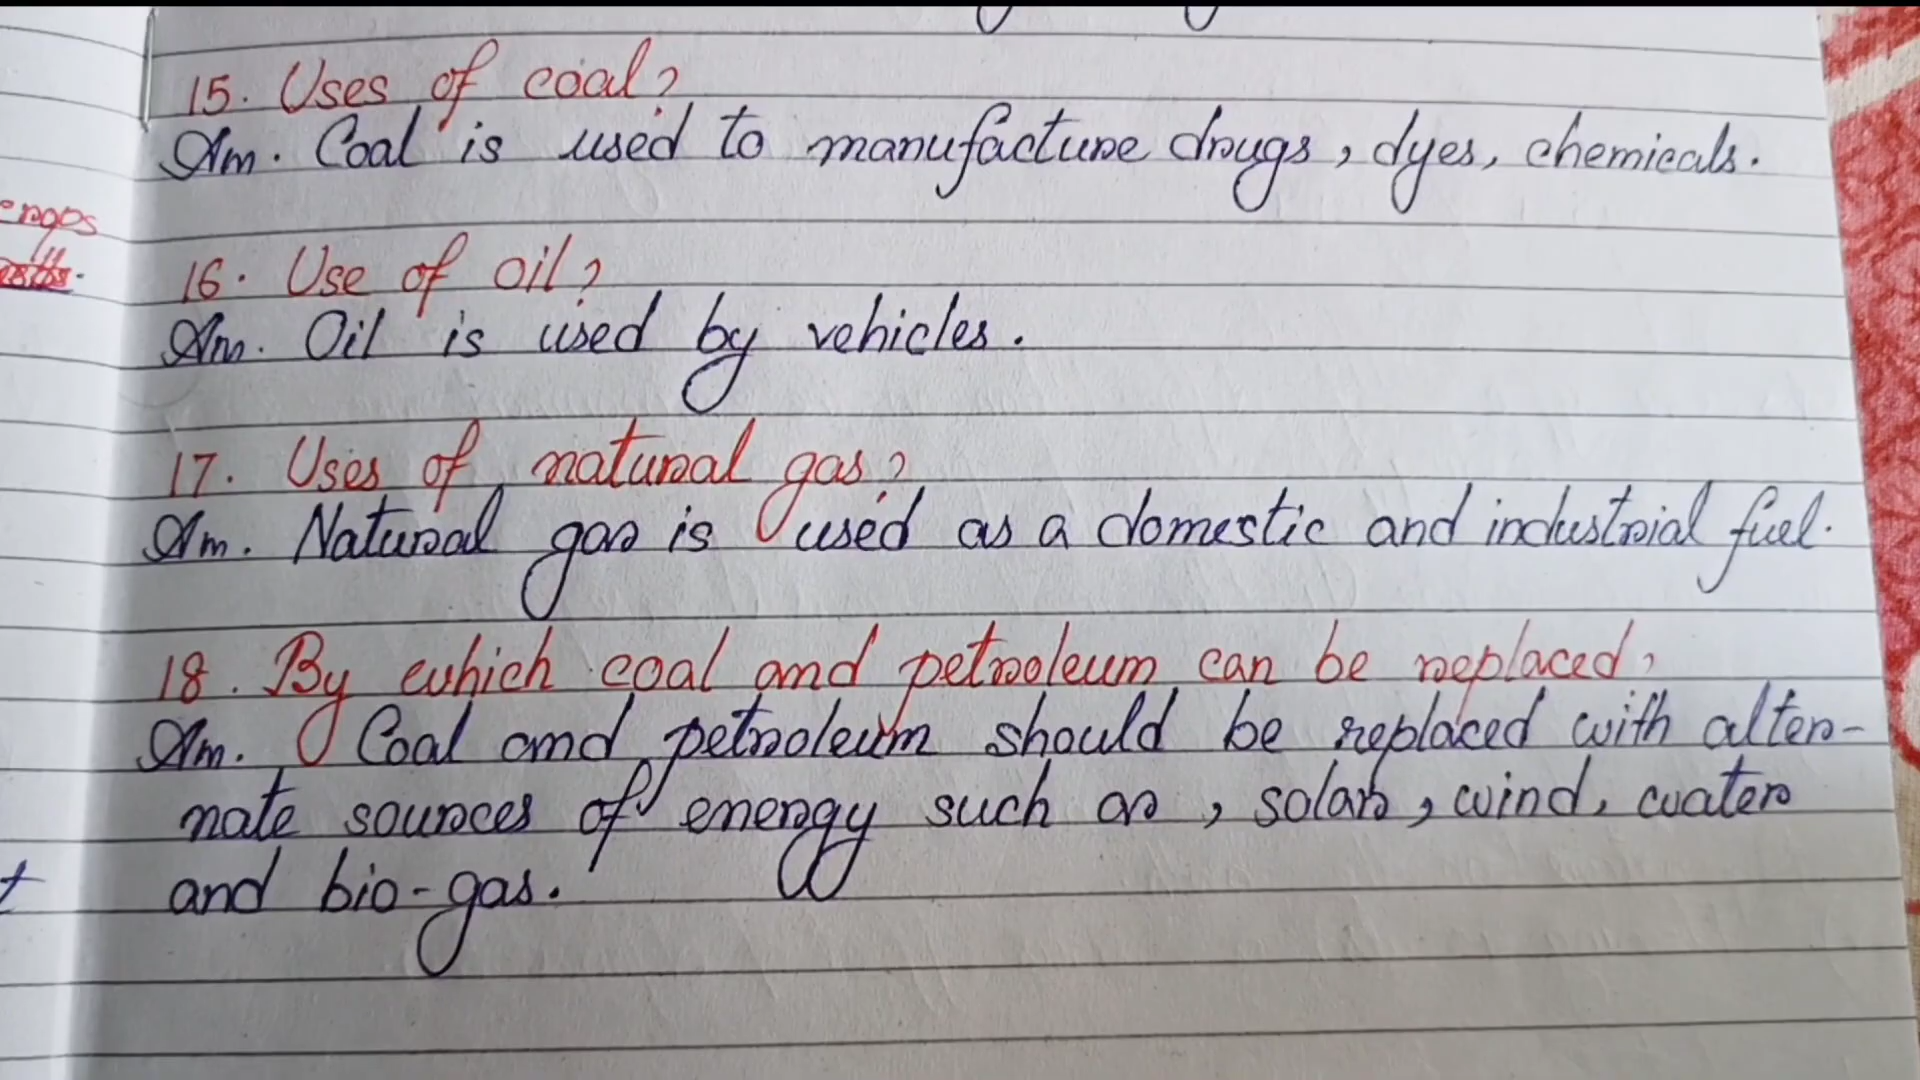 15. Uses of coal?
Ans. Coal is used to manufacture drugs, dyes, chemicals.
16. Use of oil?
Ans. Oil is used by vehicles.
17. Uses of natural gas?
Ans. Natural gas is used as a domestic and industrial fuel.
18. By which coal and petroleum can be replaced?
Ans. Coal and petroleum should be replaced with alter-
nate sources of energy such as, solar, wind, water
and bio-gas.